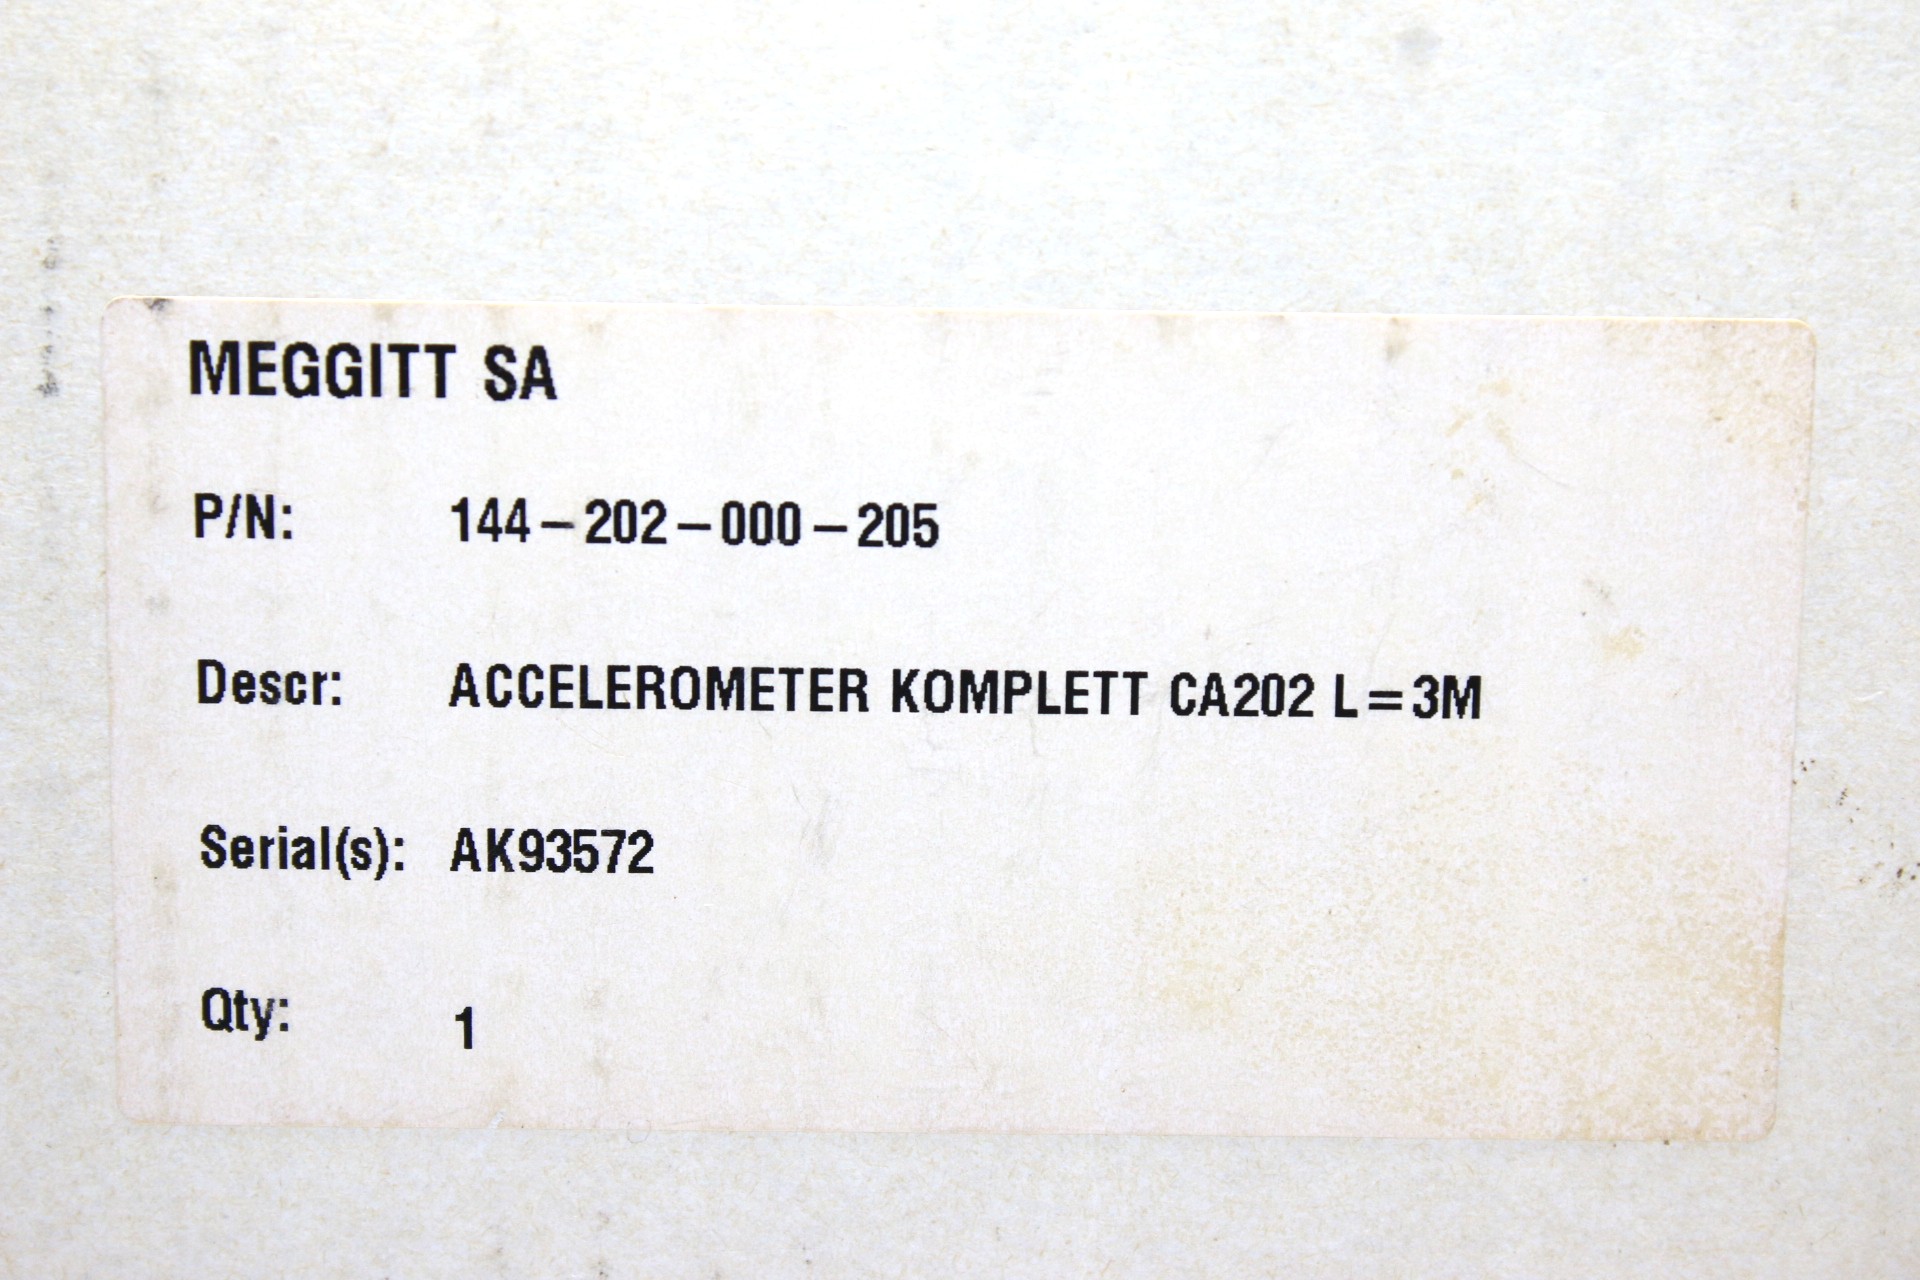 MEGGITT SA
P/N: 144-202-000-205
Descr: ACCELEROMETER KOMPLETT CA202 L=3M
Serial(s): AK93572
Qty: 1